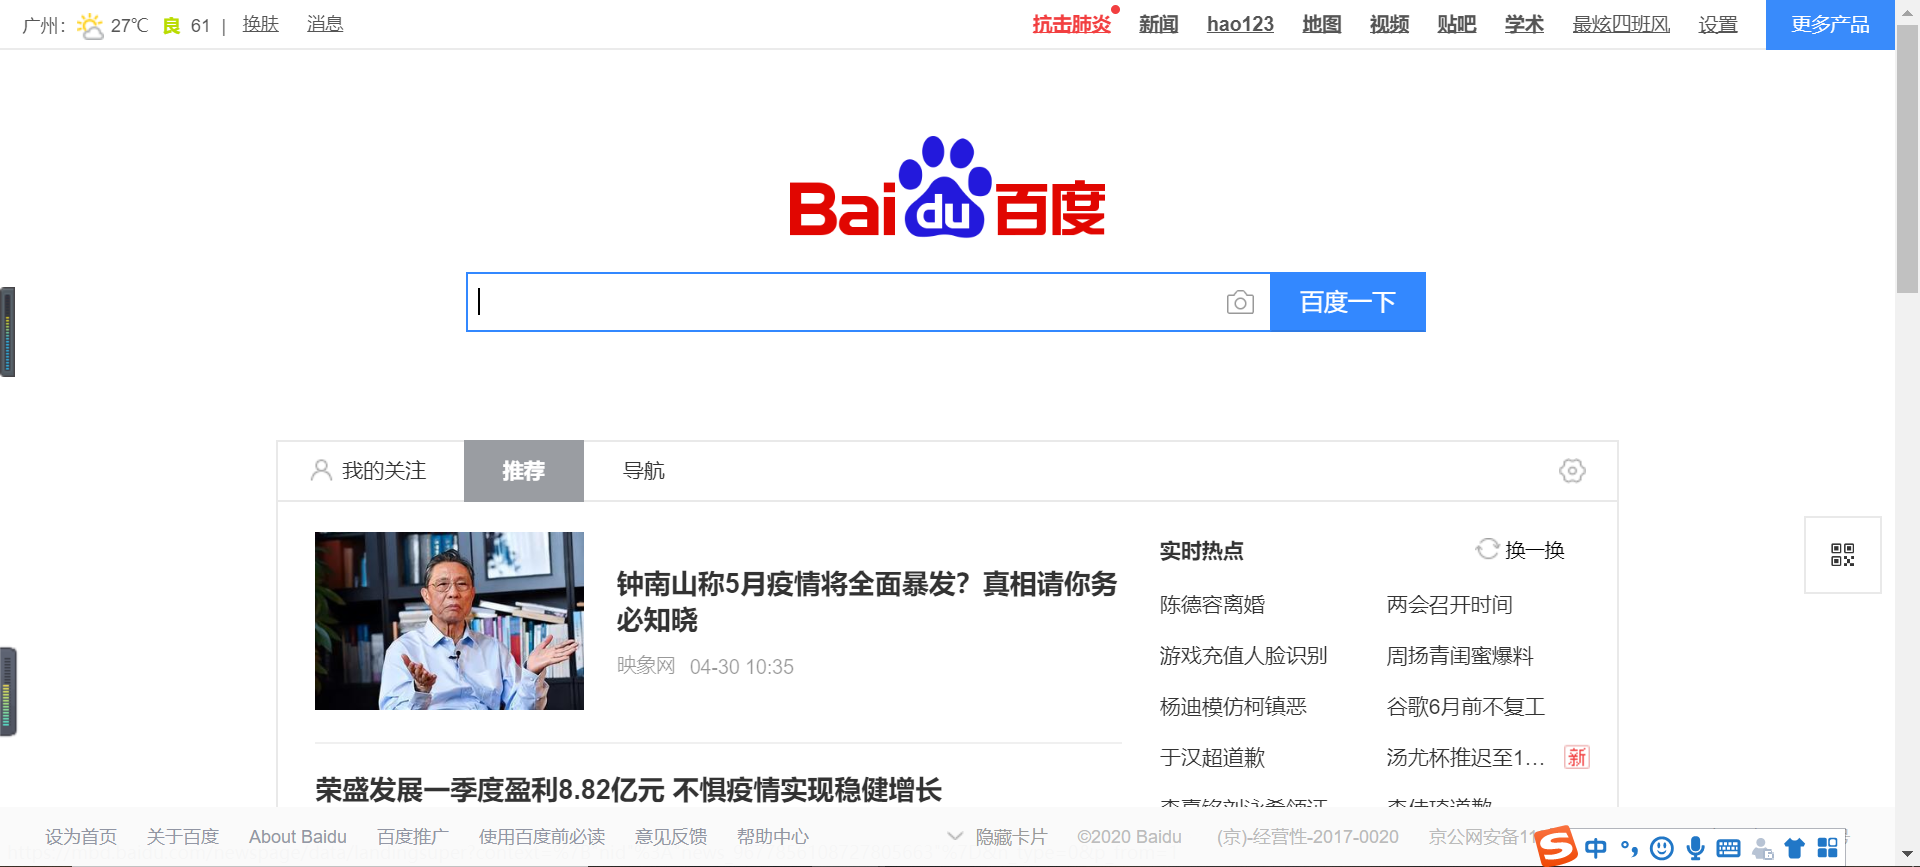 广州： 27℃ 良 61 | 换肤 消息
抗击肺炎 新闻 hao123 地图 视频 贴吧 学术 最炫四班风 设置 更多产品
Baidu百度
百度一下
我的关注 推荐 导航
钟南山称5月疫情将全面暴发？真相请你务
必知晓
映象网 04-30 10:35
荣盛发展一季度盈利8.82亿元 不惧疫情实现稳健增长
实时热点 换一换
陈德容离婚 两会召开时间
游戏充值人脸识别 周扬青闺蜜爆料
杨迪模仿柯镇恶 谷歌6月前不复工
于汉超道歉 汤尤杯推迟至1... 新
设为首页 关于百度 About Baidu 百度推广 使用百度前必读 意见反馈 帮助中心 隐藏卡片 ©2020 Baidu (京)-经营性-2017-0020 京公网安备11
S 中